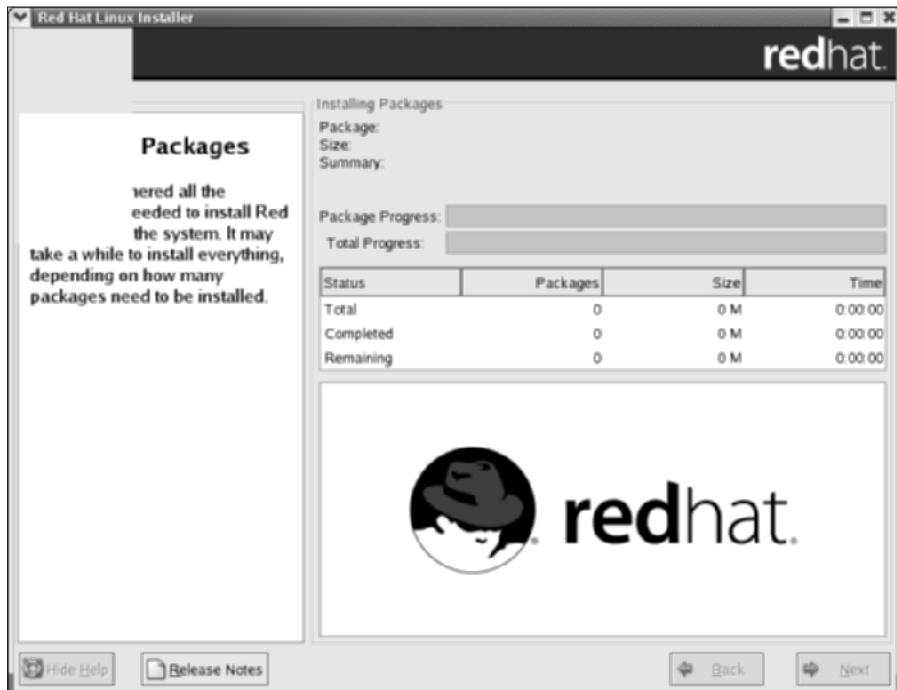 Red Hat Linux Installer
redhat.
Packages
hered all the
eeded to install Red
the system. It may
take a while to install everything,
depending on how many
packages need to be installed.
Installing Packages
Package:
Size:
Summary:
Package Progress:
Total Progress:
Status Packages Size Time
Total 0 0 M 0:00:00
Completed 0 0 M 0:00:00
Remaining 0 0 M 0:00:00
redhat.
Hide Help Release Notes Back Next